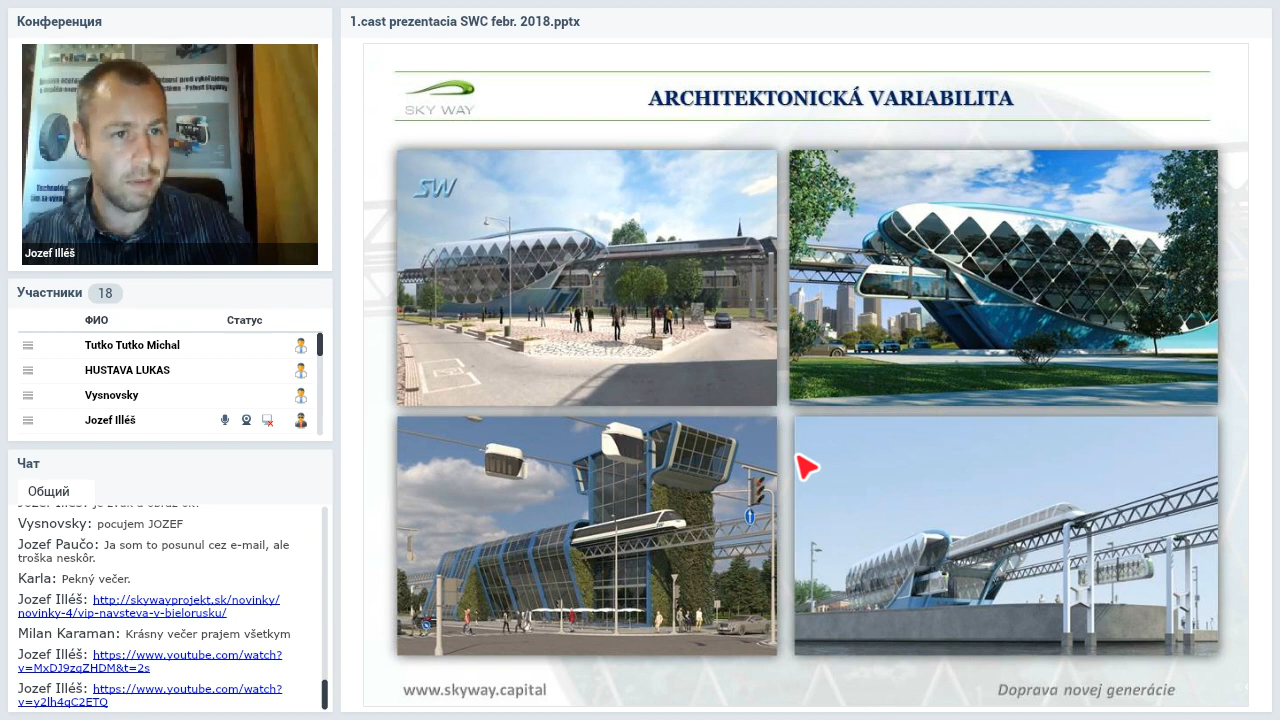 Конференция
Jozef Illéš
Участники 18
ФИО Статус
Tutko Tutko Michal
HUSTAVA LUKAS
Vysnovsky
Jozef Illéš
Чат
Общий
Vysnovsky: pocujem JOZEF
Jozef Paučo: Ja som to posunul cez e-mail, ale
troška neskôr.
Karla: Pekný večer.
Jozef Illéš: http://skywayprojekt.sk/novinky/
novinky-4/vip-navsteva-v-bielorusku/
Milan Karaman: Krásny večer prajem všetkym
Jozef Illéš: https://www.youtube.com/watch?
v=MxDJ9zqZHDM&t=2s
Jozef Illéš: https://www.youtube.com/watch?
v=y2lh4qC2ETQ
1.cast prezentacia SWC febr. 2018.pptx
SKY WAY
ARCHITEKTONICKÁ VARIABILITA
SW
www.skyway.capital
Doprava novej generácie